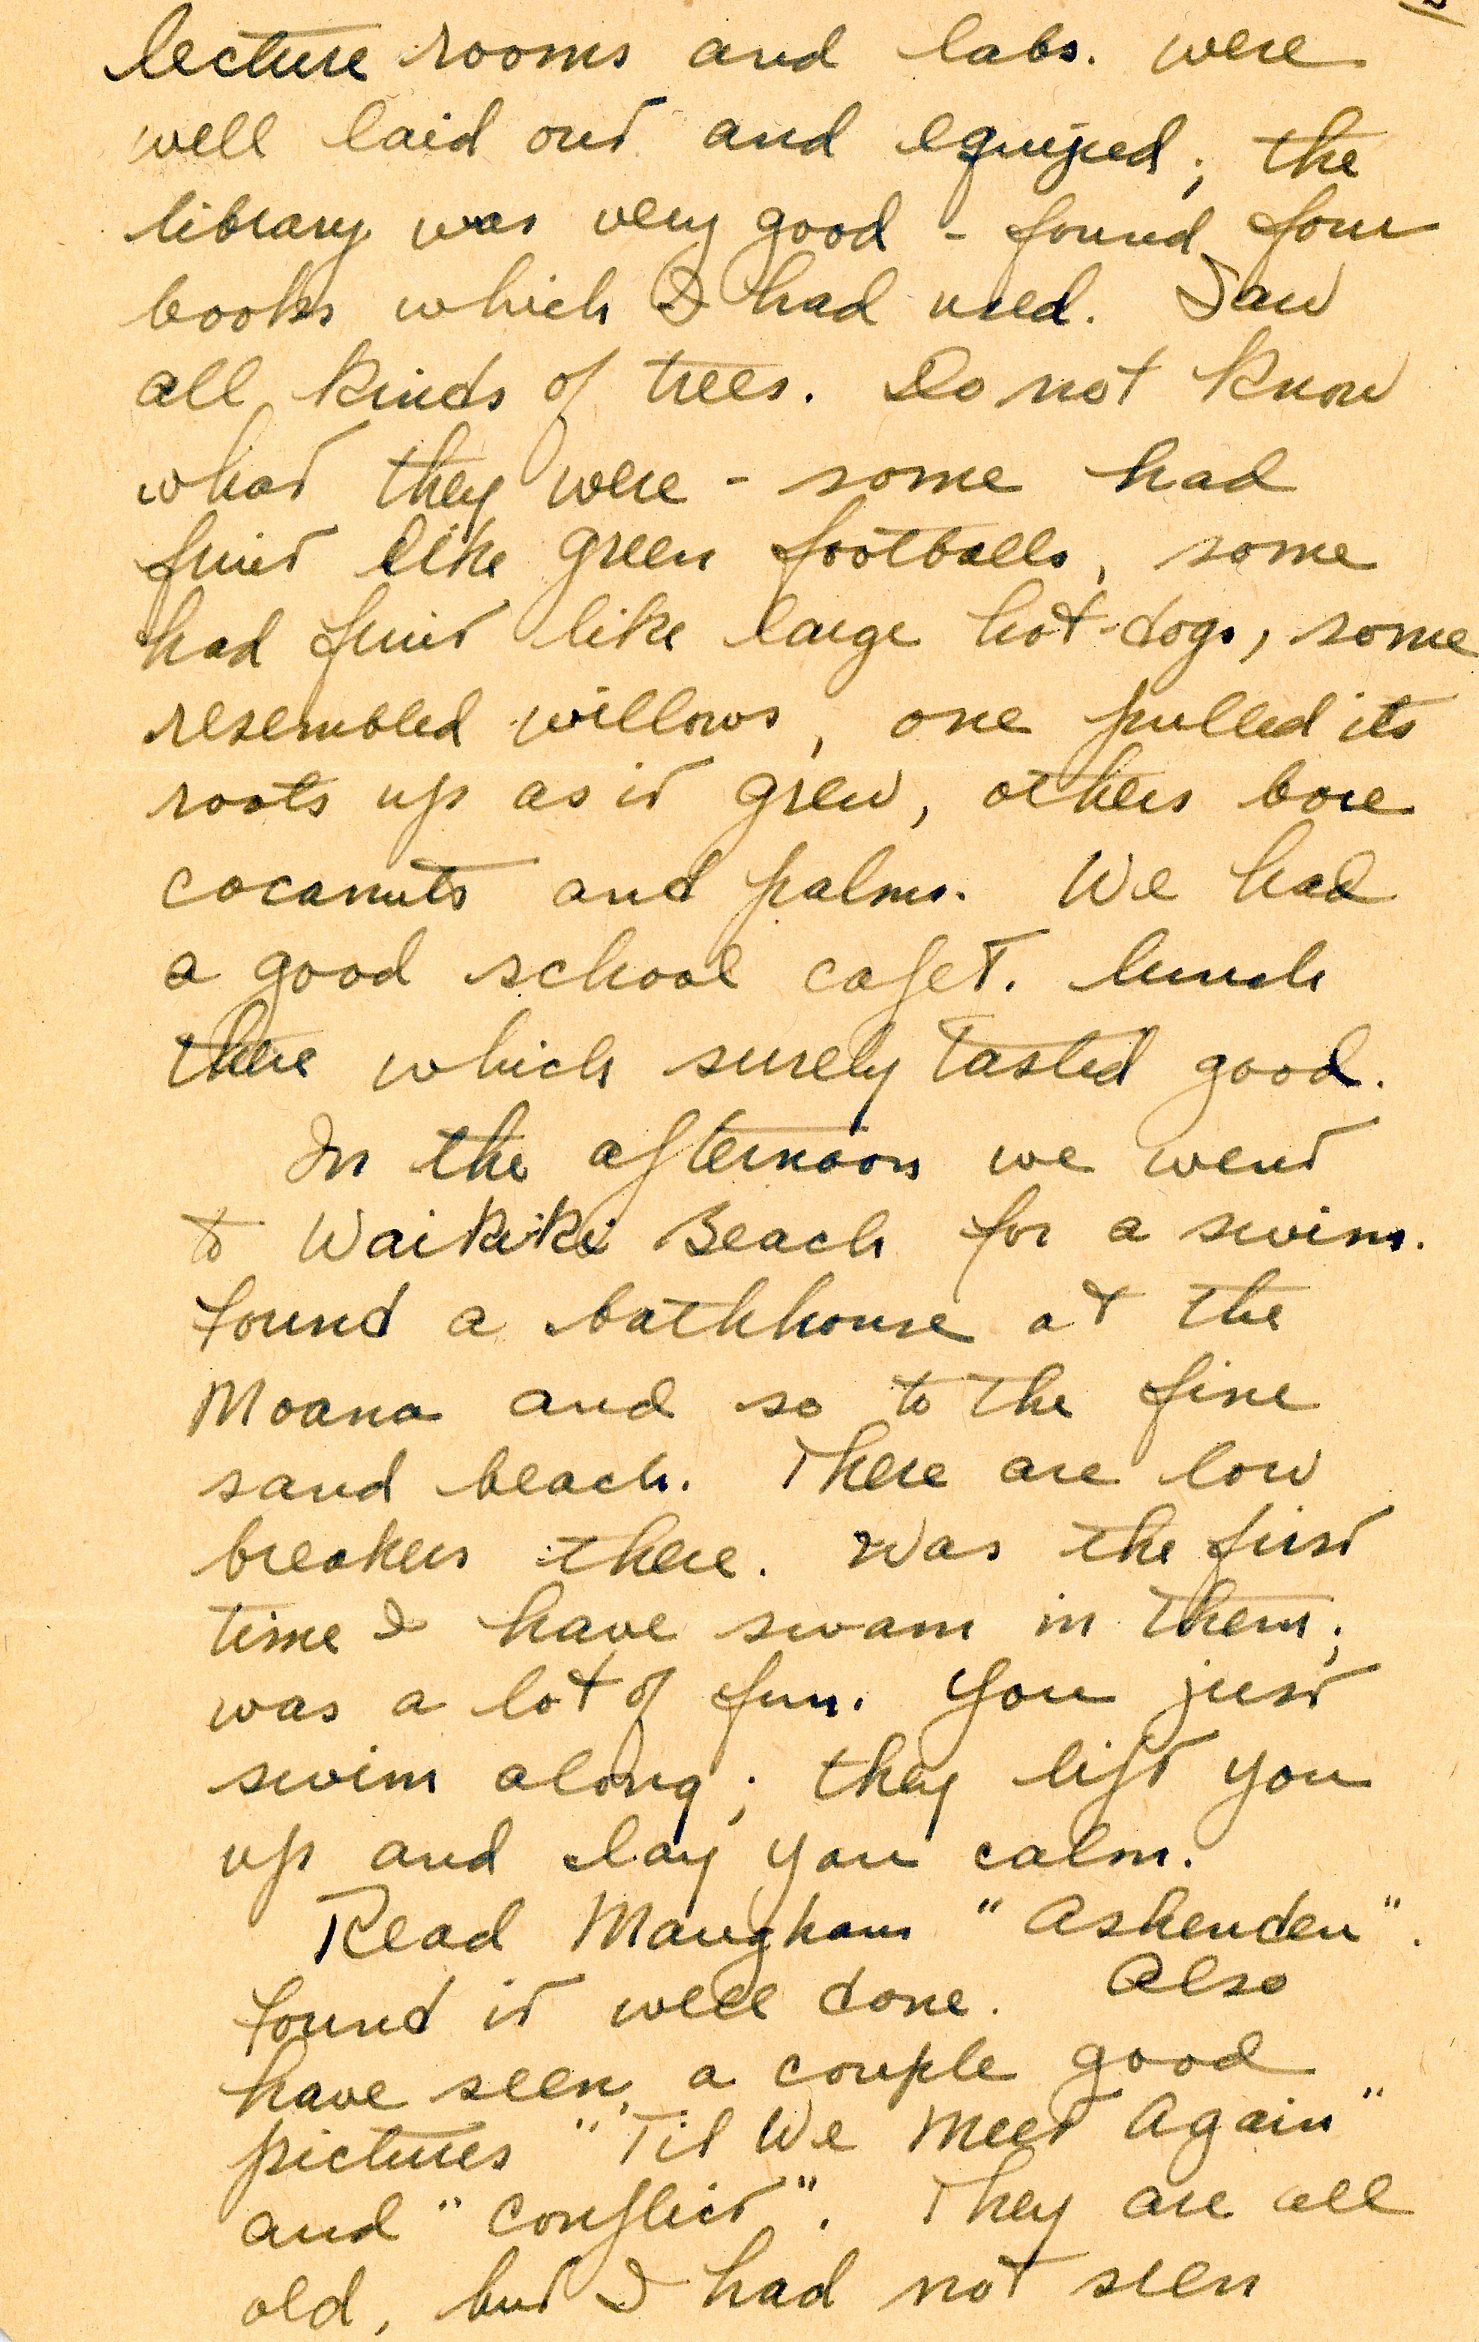 lecture rooms and labs. were
well laid out and equiped; the
library was very good - found four
books which I had used. Saw
all kinds of trees. Do not know
what they were - some had
fruit like green footballs, some
had fruit like large hot-dogs, some
resembled willows, one pulled its
roots up as it grew, others bore
cocanuts and palms. We had
a good school cafet. lunch
there which surely tasted good.
In the afternoon we went
to Waikiki Beach for a swim.
found a bathhouse at the
Moana and so to the fine
sand beach. There are low
breakers there. Was the first
time I have swam in them;
was a lot of fun. You just
swim along; they lift you
up and lay you calm.
Read Maugham "Ashenden".
found it well done. Also
have seen a couple good
pictures "Til We Meet Again"
and "Conflict". They are all
old, but I had not seen